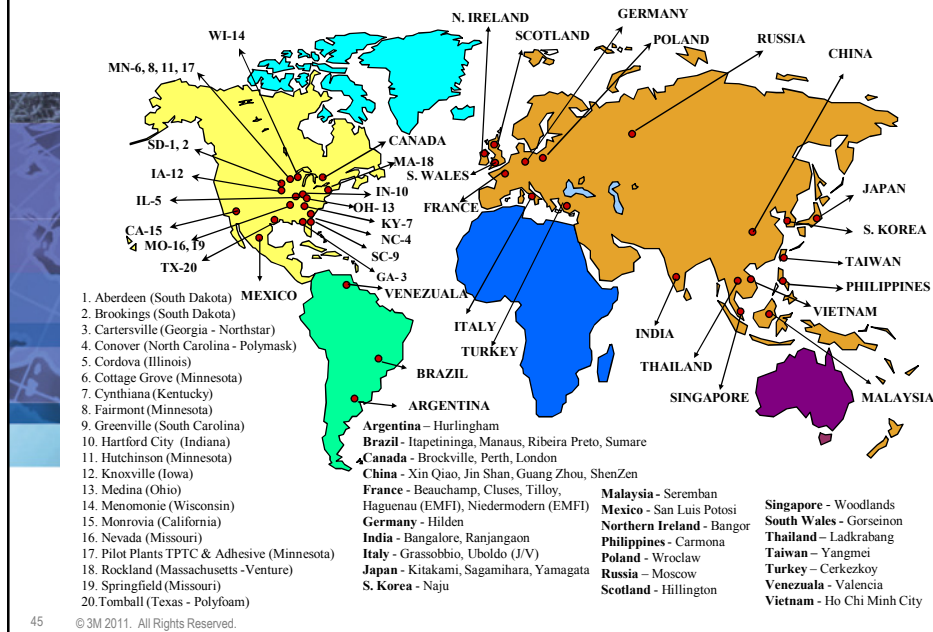 N. IRELAND
GERMANY
SCOTLAND
POLAND
WI-14
RUSSIA
CHINA
MN-6, 8, 11, 17
SD-1, 2
CANADA
MA-18
IA-12
S. WALES
IN-10
JAPAN
IL-5
OH- 13
FRANCE
KY-7
CA-15
S. KOREA
NC-4
MO-16, 19
SC-9
TAIWAN
TX-20
GA- 3
MEXICO
VENEZUALA
PHILIPPINES
VIETNAM
ITALY
INDIA
TURKEY
THAILAND
BRAZIL
SINGAPORE
MALAYSIA
ARGENTINA
1. Aberdeen (South Dakota)
2. Brookings (South Dakota)
3. Cartersville (Georgia - Northstar)
4. Conover (North Carolina - Polymask)
5. Cordova (Illinois)
6. Cottage Grove (Minnesota)
7. Cynthiana (Kentucky)
8. Fairmont (Minnesota)
9. Greenville (South Carolina)
10. Hartford City (Indiana)
11. Hutchinson (Minnesota)
12. Knoxville (Iowa)
13. Medina (Ohio)
14. Menomonie (Wisconsin)
15. Monrovia (California)
16. Nevada (Missouri)
17. Pilot Plants TPTC & Adhesive (Minnesota)
18. Rockland (Massachusetts -Venture)
19. Springfield (Missouri)
20.Tomball (Texas - Polyfoam)
Argentina – Hurlingham
Brazil - Itapetininga, Manaus, Ribeira Preto, Sumare
Canada - Brockville, Perth, London
China - Xin Qiao, Jin Shan, Guang Zhou, ShenZen
France - Beauchamp, Cluses, Tilloy,
Haguenau (EMFI), Niedermodern (EMFI)
Germany - Hilden
India - Bangalore, Ranjangaon
Italy - Grassobbio, Uboldo (J/V)
Japan - Kitakami, Sagamihara, Yamagata
S. Korea - Naju
Malaysia - Seremban
Mexico - San Luis Potosi
Northern Ireland - Bangor
Philippines - Carmona
Poland - Wroclaw
Russia – Moscow
Scotland - Hillington
Singapore - Woodlands
South Wales - Gorseinon
Thailand – Ladkrabang
Taiwan – Yangmei
Turkey - Cerkezkoy
Venezuala - Valencia
Vietnam - Ho Chi Minh City
45 © 3M 2011. All Rights Reserved.